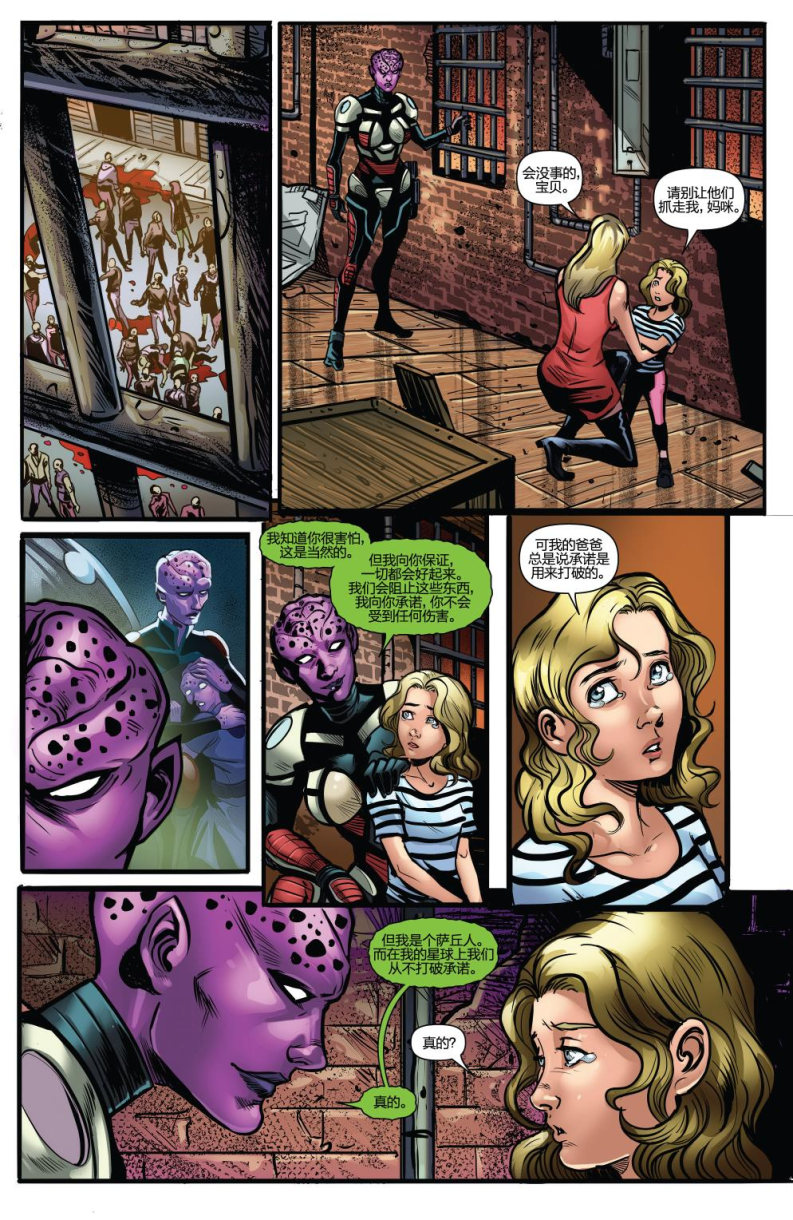 会没事的，
宝贝。
请别让他们
抓走我，妈咪。
我知道你很害怕，
这是当然的。
但我向你保证，
一切都会好起来。
我们会阻止这些东西，
我向你承诺，你不会
受到任何伤害。
可我的爸爸
总是说承诺是
用来打破的。
但我是个萨丘人。
而在我的星球上我们
从不打破承诺。
真的？
真的。